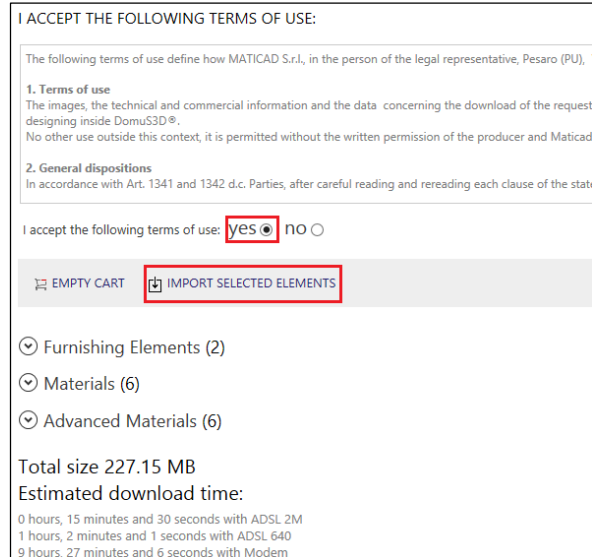 I ACCEPT THE FOLLOWING TERMS OF USE:
The following terms of use define how MATICAD S.r.l., in the person of the legal representative, Pesaro (PU),
1. Terms of use
The images, the technical and commercial information and the data concerning the download of the request
designing inside DomuS3D®.
No other use outside this context, it is permitted without the written permission of the producer and Maticad
2. General dispositions
In accordance with Art. 1341 and 1342 d.c. Parties, after careful reading and rereading each clause of the state
I accept the following terms of use: yes no
EMPTY CART IMPORT SELECTED ELEMENTS
Furnishing Elements (2)
Materials (6)
Advanced Materials (6)
Total size 227.15 MB
Estimated download time:
0 hours, 15 minutes and 30 seconds with ADSL 2M
1 hours, 2 minutes and 1 seconds with ADSL 640
9 hours, 27 minutes and 6 seconds with Modem